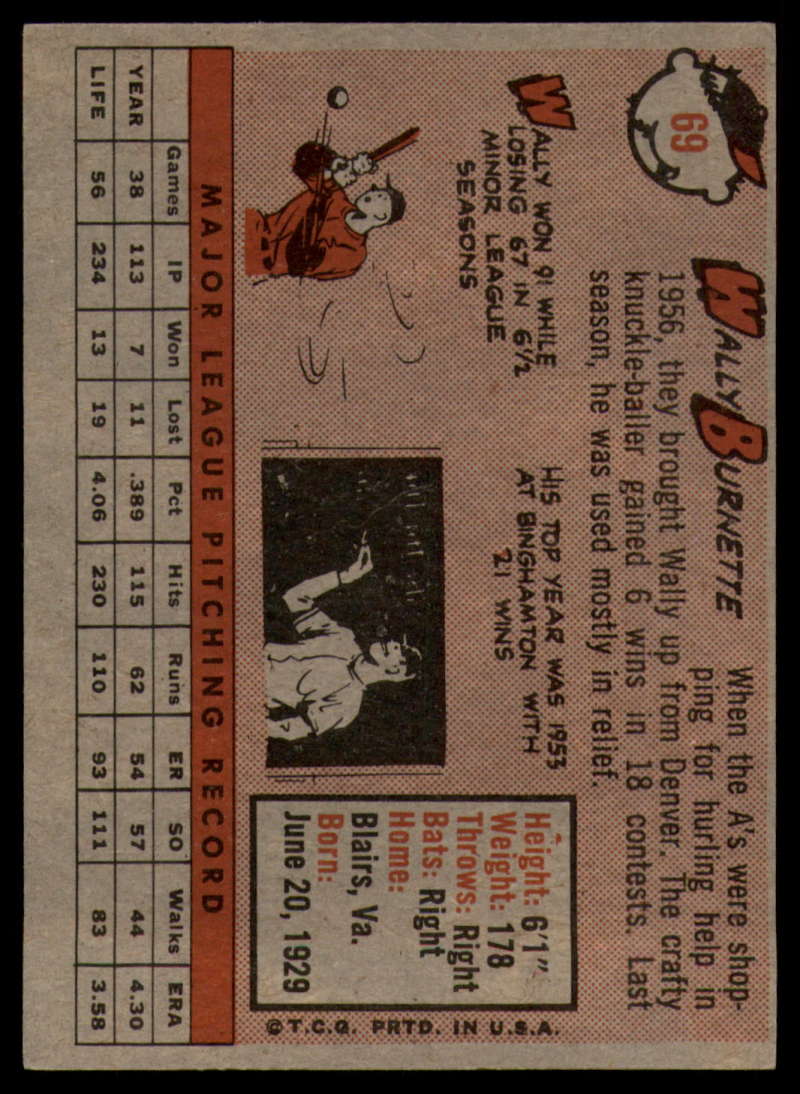 69
WALLY BURNETTE
When the A's were shop-
ping for hurling help in
1956, they brought Wally up from Denver. The crafty
knuckle-baller gained 6 wins in 18 contests. Last
season, he was used mostly in relief.
WALLY WON 91 WHILE
LOSING 67 IN 6½
MINOR LEAGUE
SEASONS
HIS TOP YEAR WAS 1953
AT BINGHAMTON WITH
21 WINS
Height: 6'1"
Weight: 178
Throws: Right
Bats: Right
Home:
Blairs, Va.
Born:
June 20, 1929
©T.C.G. PRTD. IN U.S.A.
MAJOR LEAGUE PITCHING RECORD
Games IP Won Lost Pct Hits Runs ER SO Walks ERA
YEAR 38 113 7 11 .389 115 62 54 57 44 4.30
LIFE 56 234 13 19 4.06 230 110 93 111 83 3.58